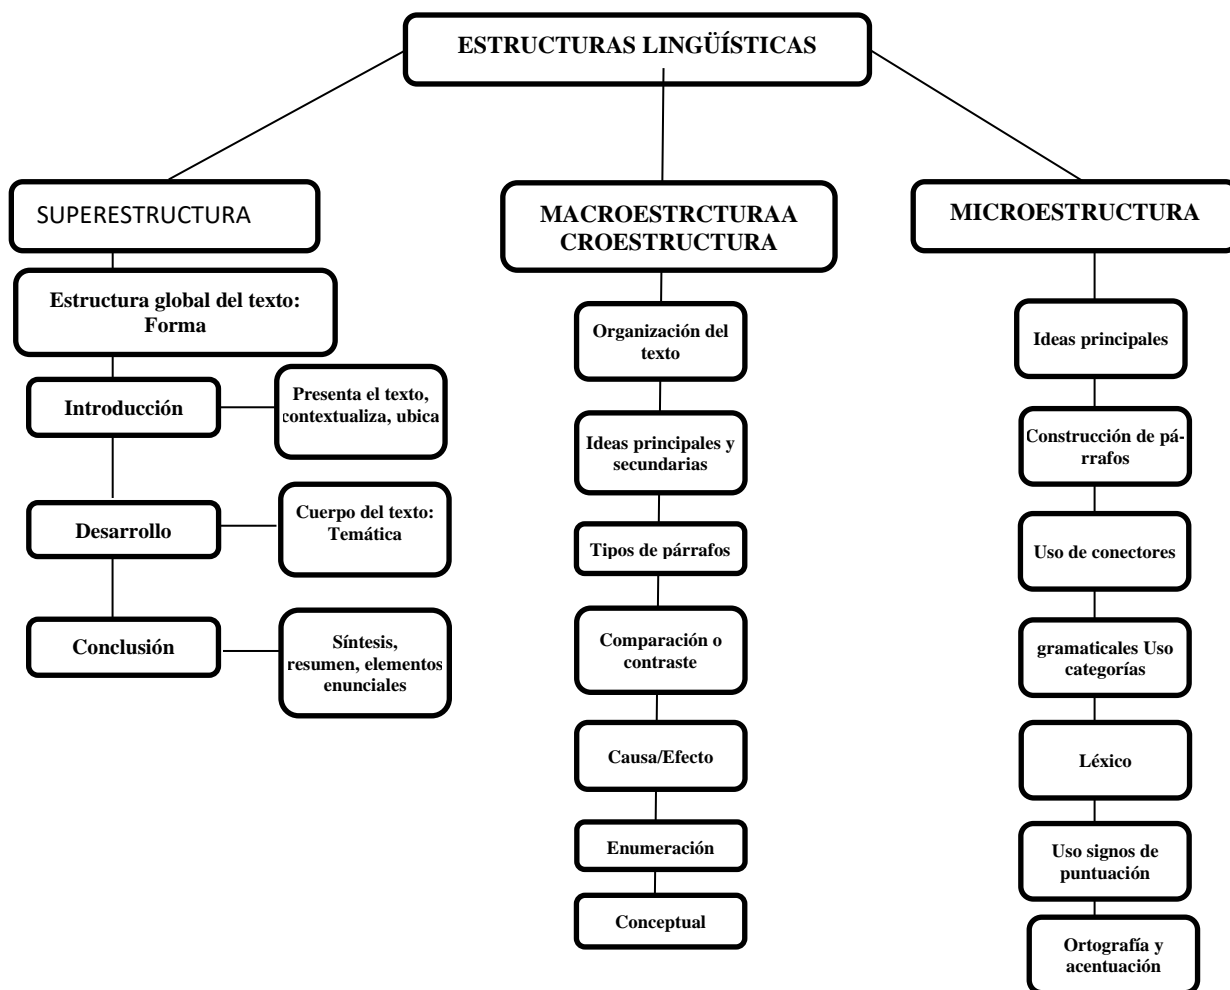 ESTRUCTURAS LINGÜÍSTICAS
SUPERESTRUCTURA
Estructura global del texto:
Forma
Introducción
Presenta el texto,
contextualiza, ubica
Desarrollo
Cuerpo del texto:
Temática
Conclusión
Síntesis,
resumen, elementos
enunciales
MACROESTRCTURAA
CROESTRUCTURA
Organización del
texto
Ideas principales y
secundarias
Tipos de párrafos
Comparación o
contraste
Causa/Efecto
Enumeración
Conceptual
MICROESTRUCTURA
Ideas principales
Construcción de pá-
rrafos
Uso de conectores
gramaticales Uso
categorías
Léxico
Uso signos de
puntuación
Ortografía y
acentuación